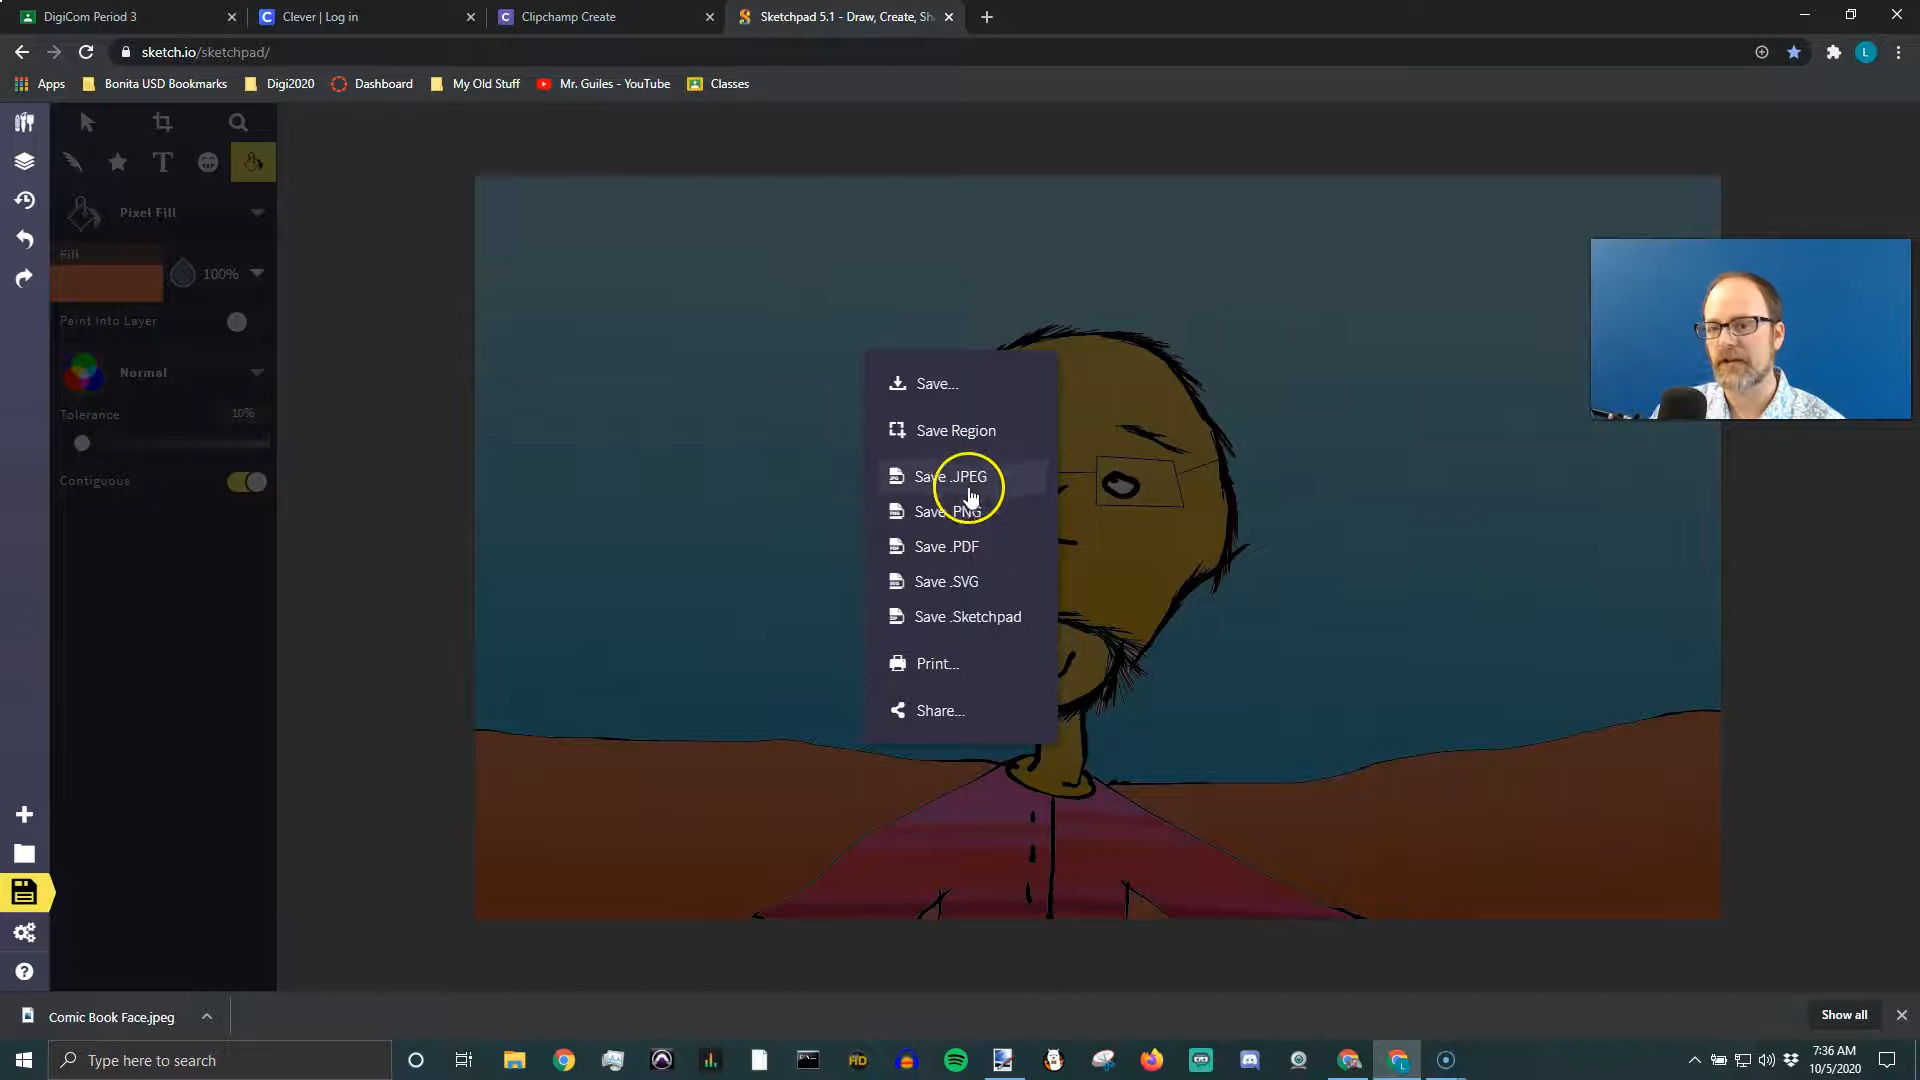 DigiCom Period 3
Clever | Log in
Clipchamp Create
Sketchpad 5.1 - Draw, Create, Sh
sketch.io/sketchpad/
L
Apps
Bonita USD Bookmarks
Digi2020
Dashboard
My Old Stuff
Mr. Guiles - YouTube
Classes
T
Pixel Fill
Fill
100%
Paint Into Layer
Normal
Tolerance
10%
Contiguous
Save...
Save Region
Save .JPEG
Save .PNG
Save .PDF
Save .SVG
Save .Sketchpad
Print...
Share...
Comic Book Face.jpeg
Show all
Type here to search
HD
7:36 AM
10/5/2020